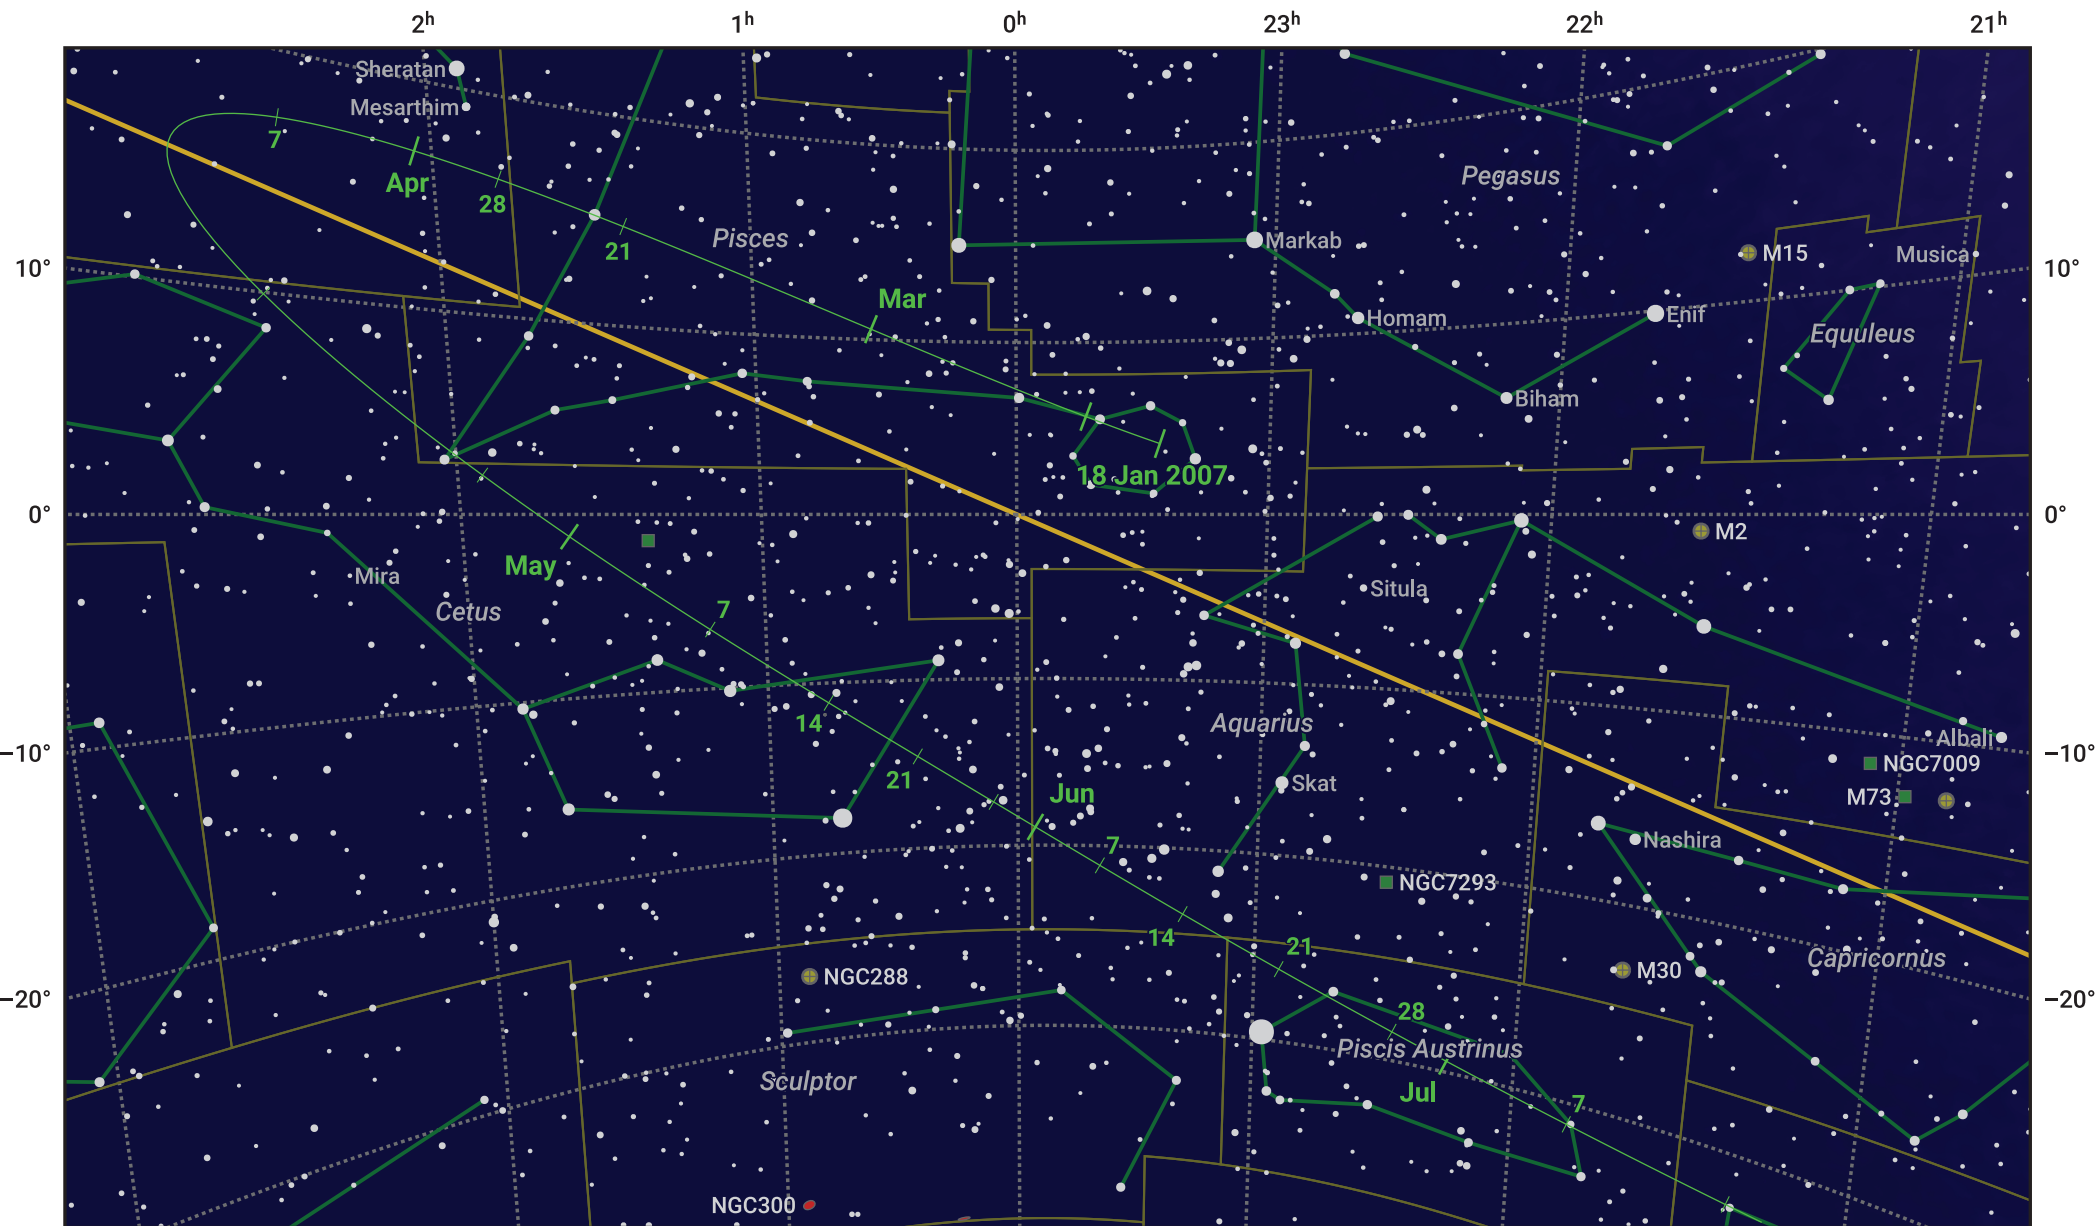 2h 1h 0h 23h 22h 21h
Sheratan
Mesarthim
7
Apr
28
21
Pisces
Pegasus
Markab
M15
Musica
10°
10°
Mar
Homam
Enif
Equuleus
Biham
18 Jan 2007
0°
0°
M2
May
Mira
Situla
Cetus
7
14
Aquarius
Albali
−10°
−10°
21
Skat
NGC7009
Jun
M73
7
Nashira
NGC7293
14
21
Capricornus
NGC288
M30
−20°
−20°
28
Piscis Austrinus
Sculptor
Jul
7
NGC300